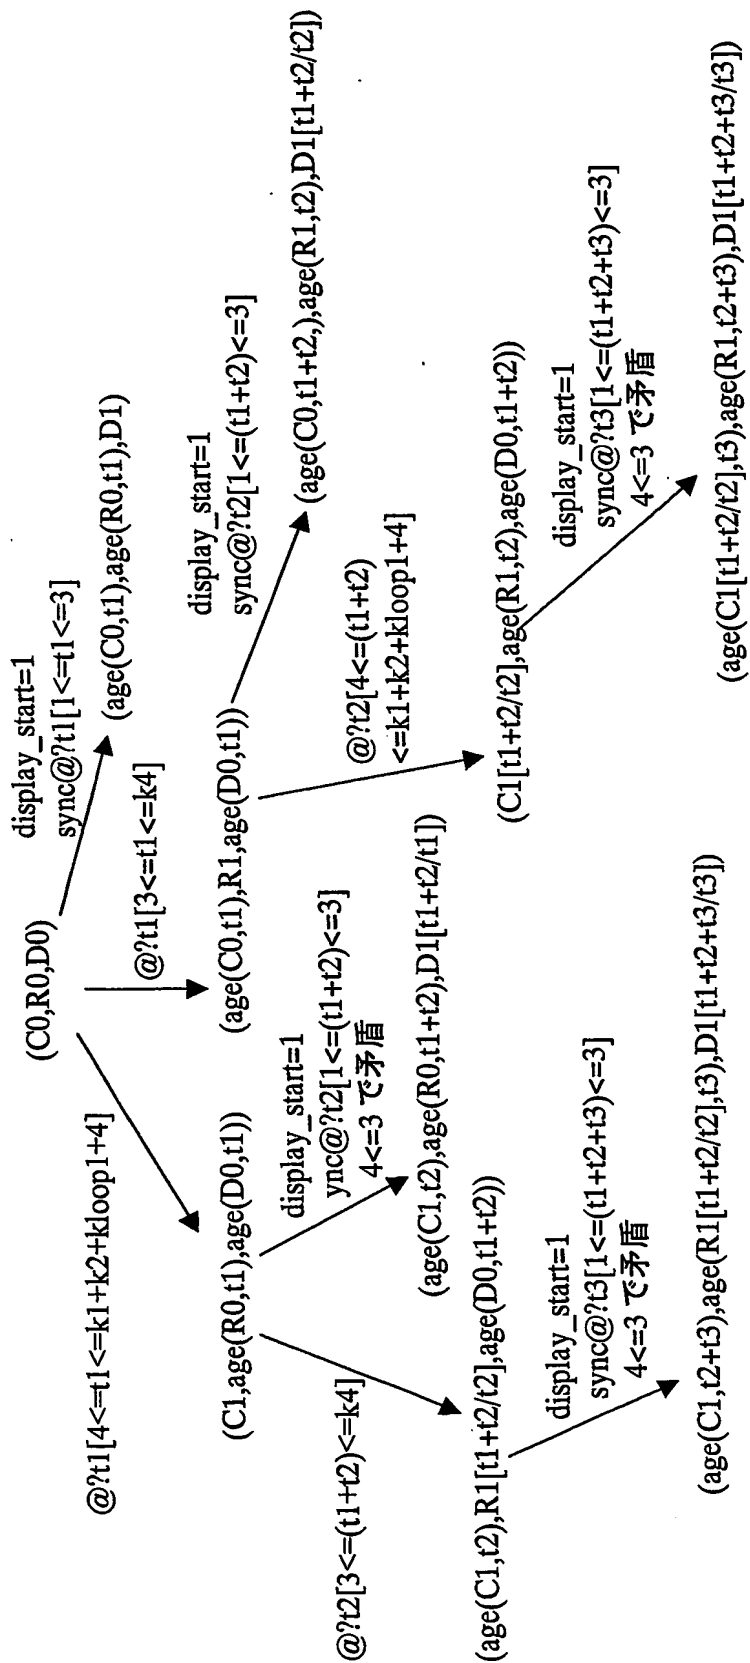 (C0,R0,D0)
display_start=1
sync@?t1[1<=t1<=3]
(age(C0,t1),age(R0,t1),D1)
@?t1[3<=t1<=k4]
@?t1[4<=t1<=k1+k2+kloop1+4]
(age(C0,t1),R1,age(D0,t1))
display_start=1
sync@?t2[1<=(t1+t2)<=3]
(age(C0,t1+t2,),age(R1,t2),D1[t1+t2/t2])
@?t2[4<=(t1+t2)
<=k1+k2+kloop1+4]
(C1[t1+t2/t2],age(R1,t2),age(D0,t1+t2))
display_start=1
sync@?t3[1<=(t1+t2+t3)<=3]
4<=3 で矛盾
(age(C1[t1+t2/t2],t3),age(R1,t2+t3),D1[t1+t2+t3/t3])
(C1,age(R0,t1),age(D0,t1))
display_start=1
ync@?t2[1<=(t1+t2)<=3]
4<=3 で矛盾
(age(C1,t2),age(R0,t1+t2),D1[t1+t2/t1])
@?t2[3<=(t1+t2)<=k4]
(age(C1,t2),R1[t1+t2/t2],age(D0,t1+t2))
display_start=1
sync@?t3[1<=(t1+t2+t3)<=3]
4<=3 で矛盾
(age(C1,t2+t3),age(R1[t1+t2/t2],t3),D1[t1+t2+t3/t3])